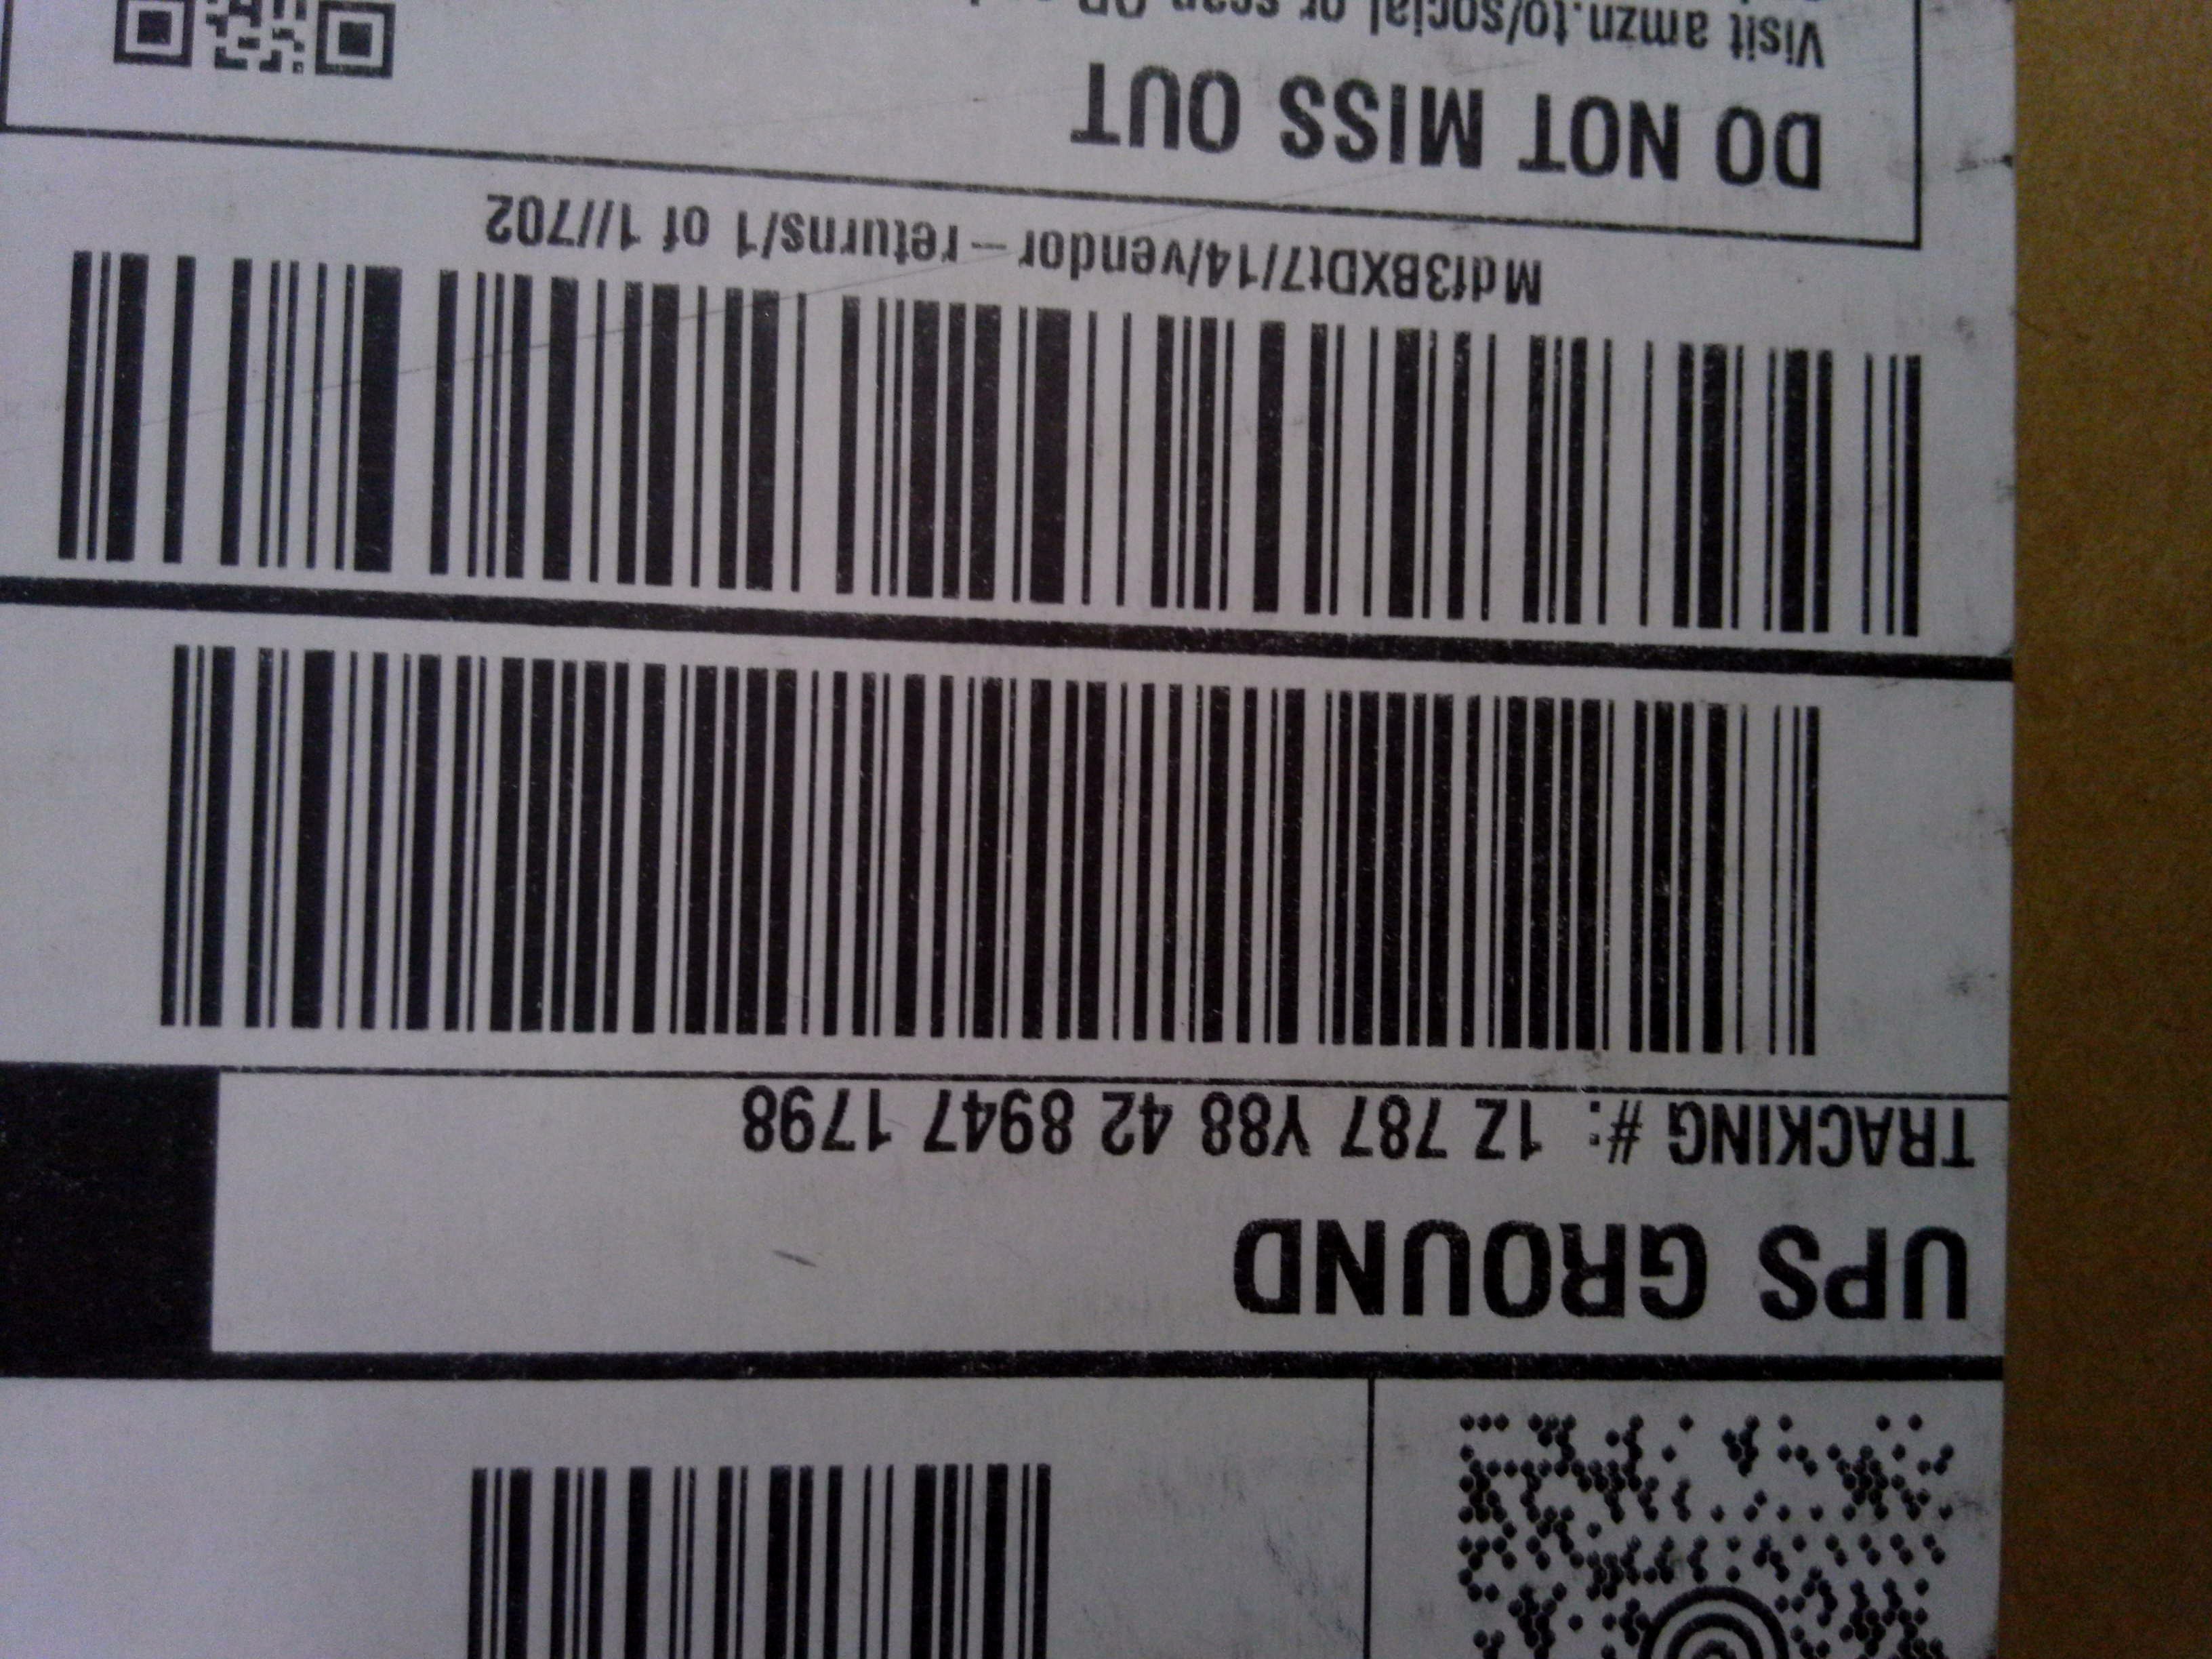 UPS GROUND
TRACKING #: 1Z 787 Y88 42 8947 1798
Mdf3BXDt7/14/vendor-returns/1 of 1//702
DO NOT MISS OUT
Visit amzn.to/social or scan QR